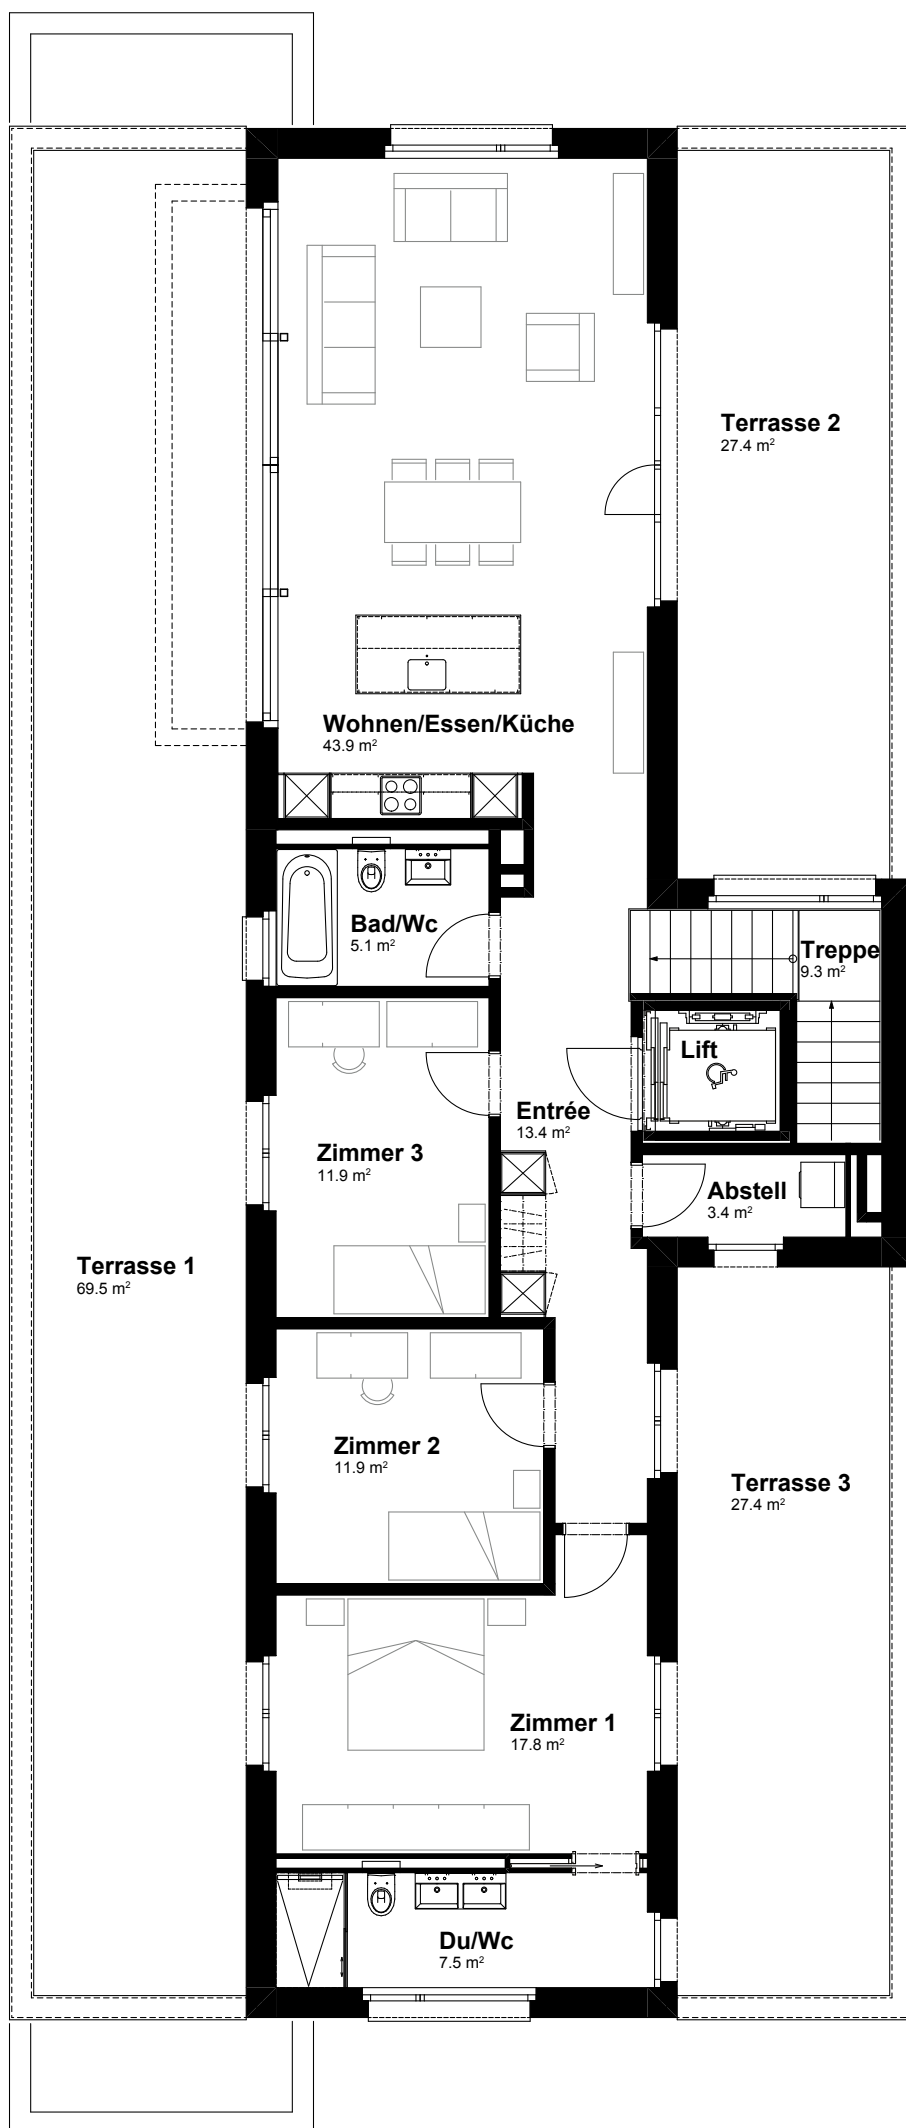 Terrasse 2
27.4 m²
Wohnen/Essen/Küche
43.9 m²
Bad/Wc
5.1 m²
Treppe
9.3 m²
Lift
Entrée
13.4 m²
Zimmer 3
11.9 m²
Abstell
3.4 m²
Terrasse 1
69.5 m²
Zimmer 2
11.9 m²
Terrasse 3
27.4 m²
Zimmer 1
17.8 m²
Du/Wc
7.5 m²